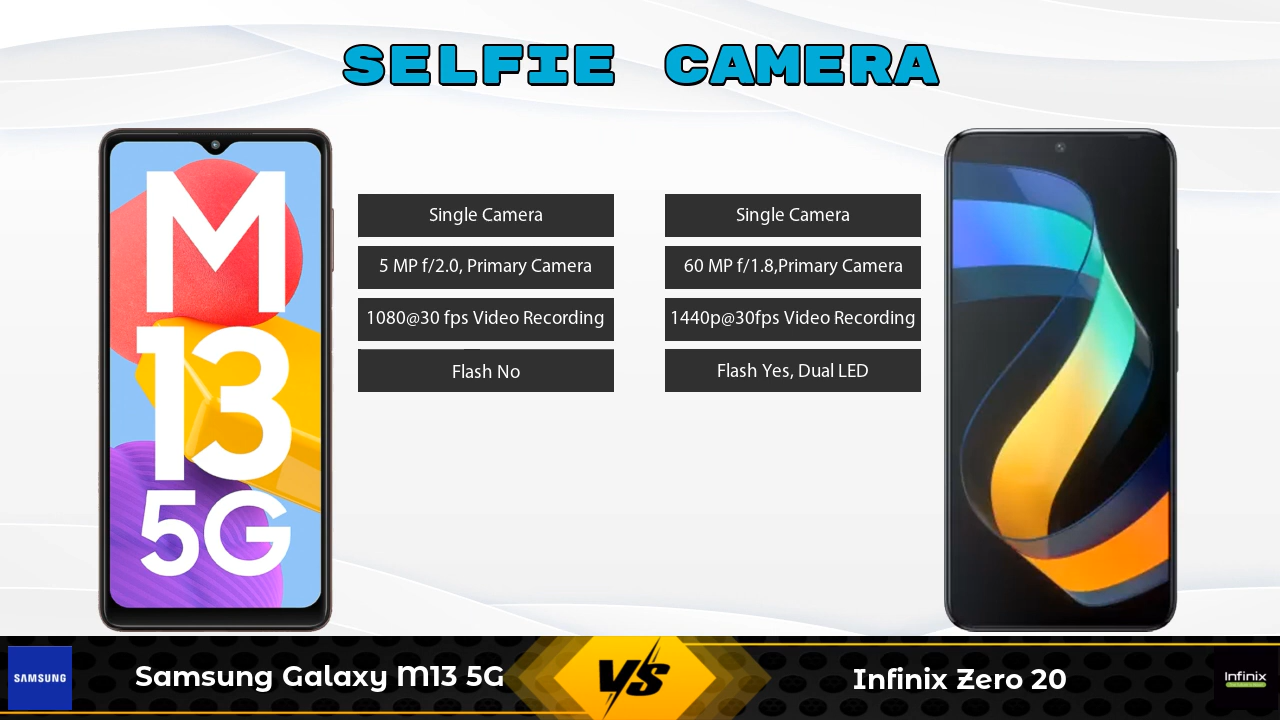 SELFIE CAMERA
M
13
5G
Single Camera
5 MP f/2.0, Primary Camera
1080@30 fps Video Recording
Flash No
Single Camera
60 MP f/1.8,Primary Camera
1440p@30fps Video Recording
Flash Yes, Dual LED
SAMSUNG
Samsung Galaxy M13 5G
VS
Infinix Zero 20
Infinix